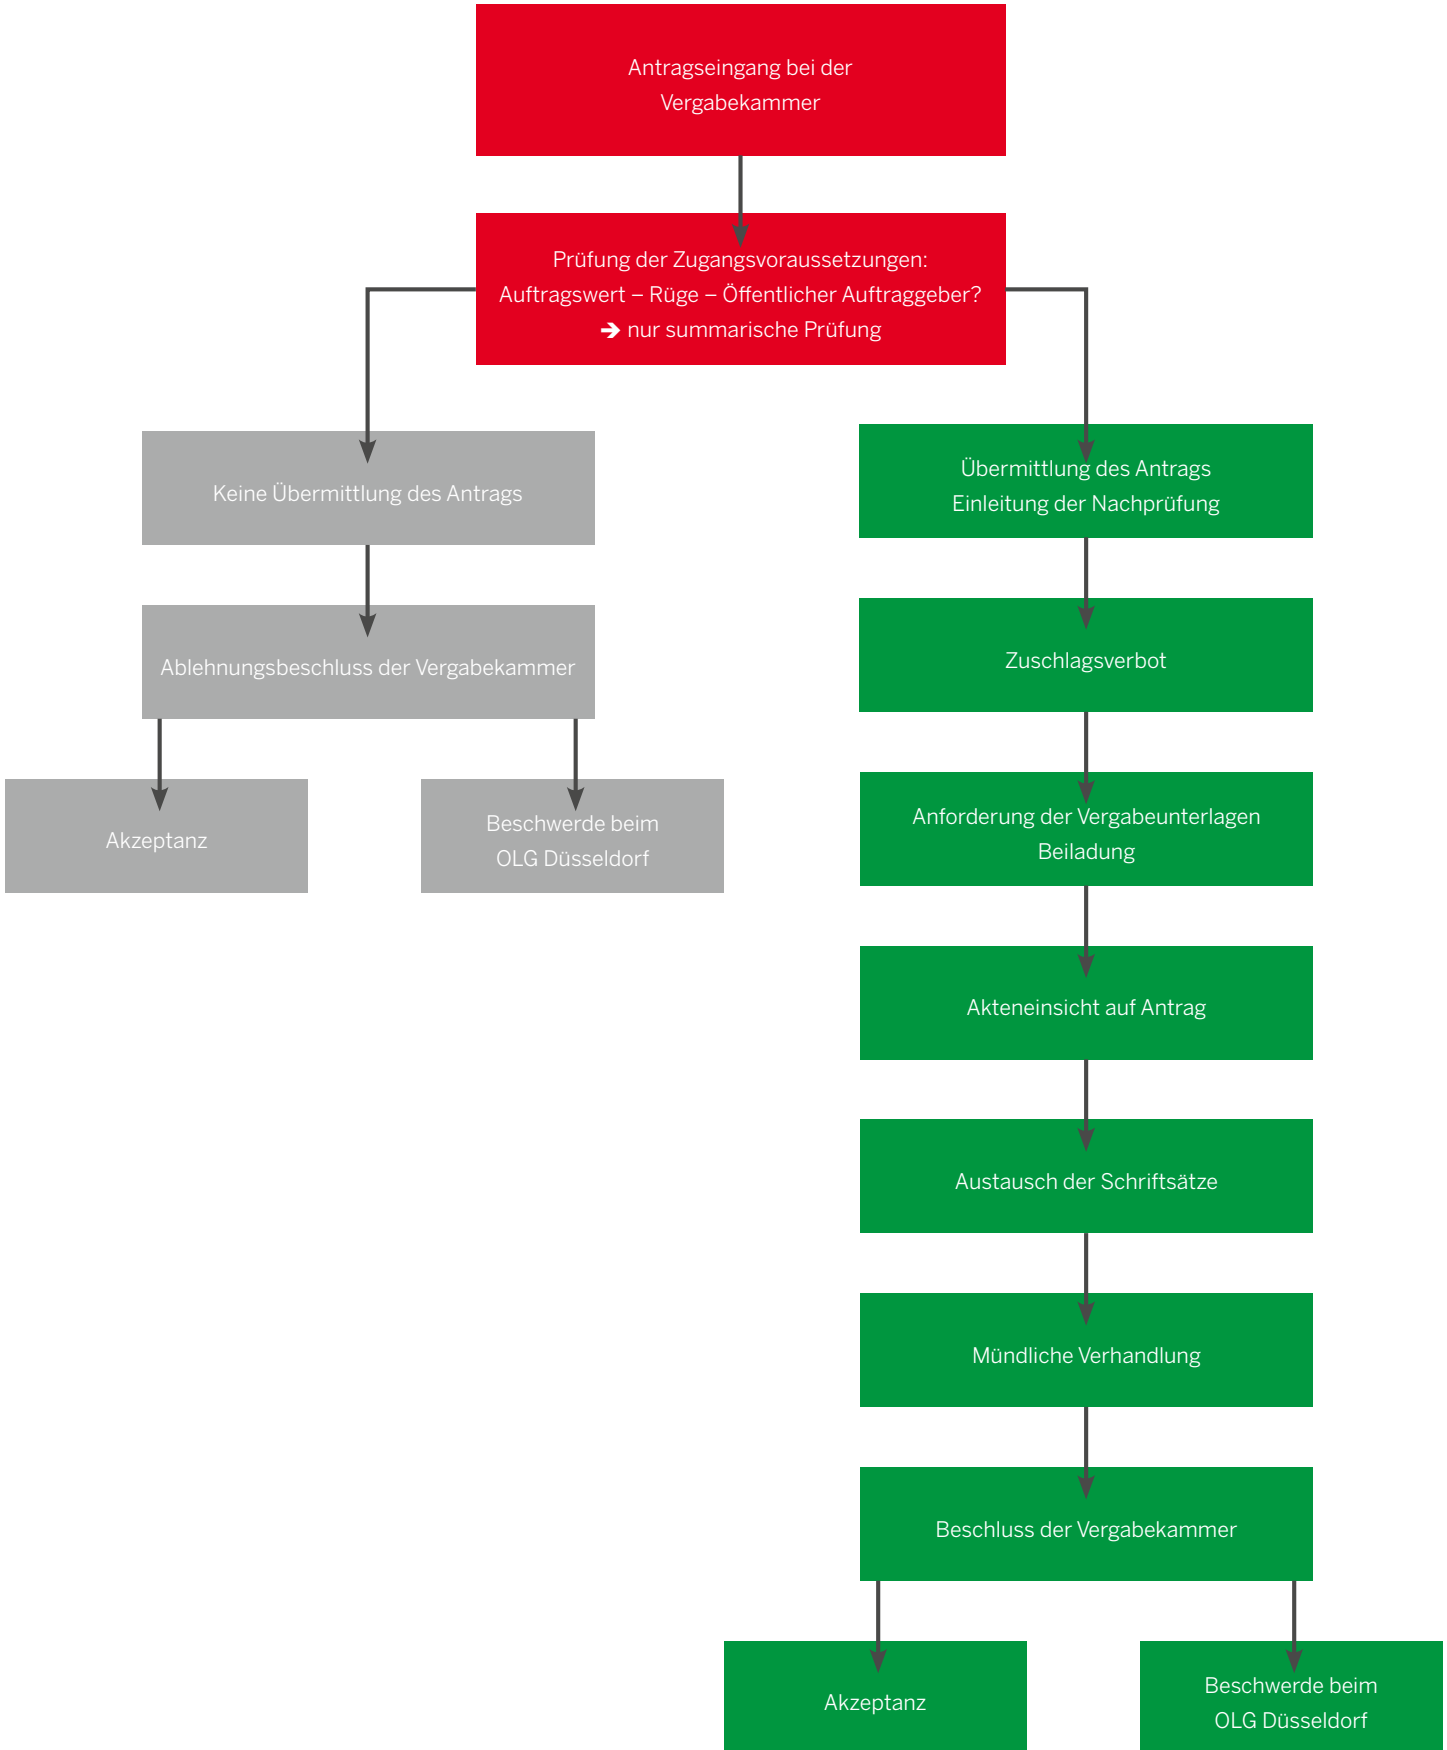 Antragseingang bei der
Vergabekammer
Prüfung der Zugangsvoraussetzungen:
Auftragswert – Rüge – Öffentlicher Auftraggeber?
➔ nur summarische Prüfung
Keine Übermittlung des Antrags
Ablehnungsbeschluss der Vergabekammer
Akzeptanz
Beschwerde beim
OLG Düsseldorf
Übermittlung des Antrags
Einleitung der Nachprüfung
Zuschlagsverbot
Anforderung der Vergabeunterlagen
Beiladung
Akteneinsicht auf Antrag
Austausch der Schriftsätze
Mündliche Verhandlung
Beschluss der Vergabekammer
Akzeptanz
Beschwerde beim
OLG Düsseldorf